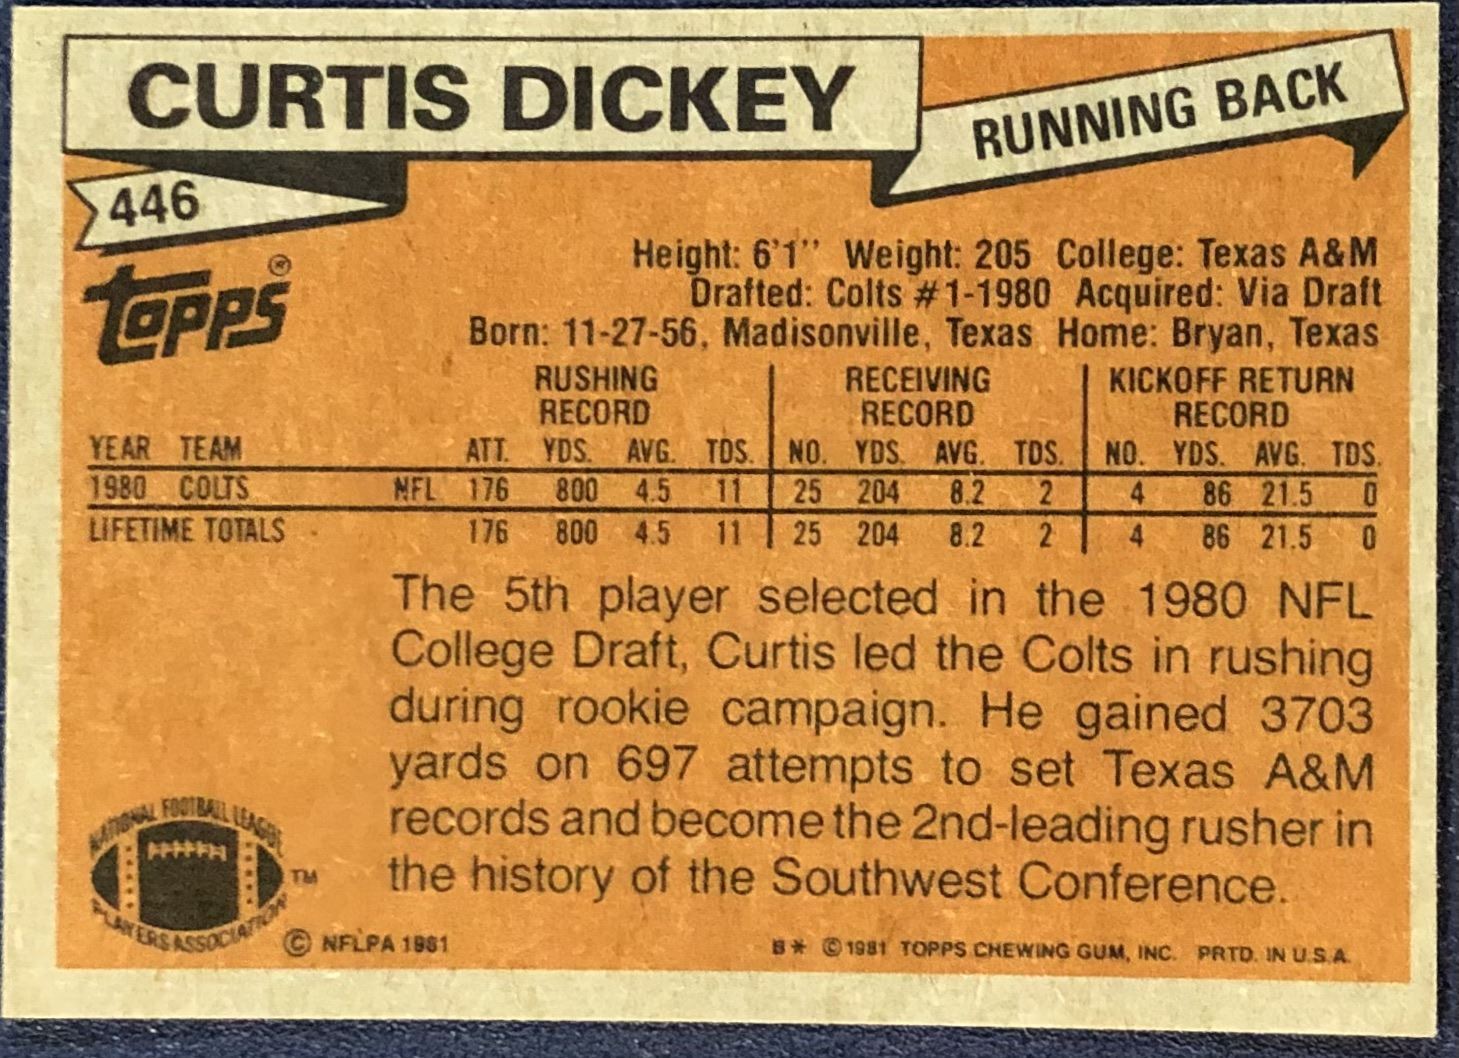 CURTIS DICKEY
RUNNING BACK
446
TOPPS®
Height: 6'1'' Weight: 205 College: Texas A&M
Drafted: Colts #1-1980 Acquired: Via Draft
Born: 11-27-56, Madisonville, Texas Home: Bryan, Texas
RUSHING RECEIVING KICKOFF RETURN
RECORD RECORD RECORD
YEAR TEAM ATT. YDS. AVG. TDS. NO. YDS. AVG. TDS. NO. YDS. AVG. TDS.
1980 COLTS NFL 176 800 4.5 11 25 204 8.2 2 4 86 21.5 0
LIFETIME TOTALS 176 800 4.5 11 25 204 8.2 2 4 86 21.5 0
The 5th player selected in the 1980 NFL
College Draft, Curtis led the Colts in rushing
during rookie campaign. He gained 3703
yards on 697 attempts to set Texas A&M
records and become the 2nd-leading rusher in
the history of the Southwest Conference.
NATIONAL FOOTBALL LEAGUE
PLAYERS ASSOCIATION
TM
© NFLPA 1981
B* © 1981 TOPPS CHEWING GUM, INC. PRTD. IN U.S.A.